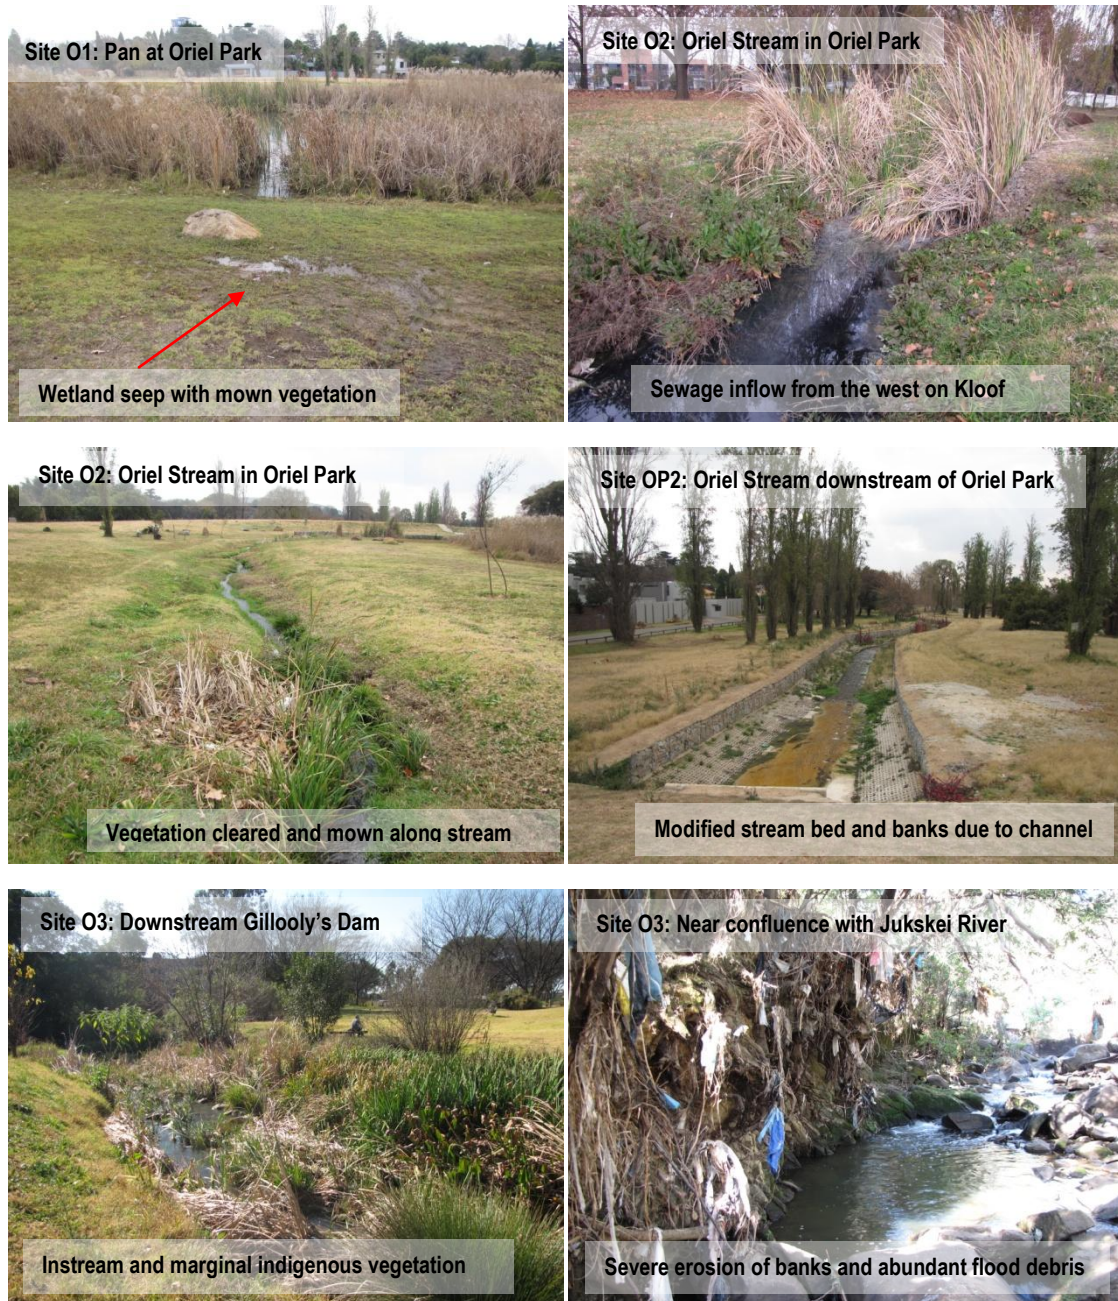 Site O1: Pan at Oriel Park
Wetland seep with mown vegetation
Site O2: Oriel Stream in Oriel Park
Sewage inflow from the west on Kloof
Site O2: Oriel Stream in Oriel Park
Vegetation cleared and mown along stream
Site OP2: Oriel Stream downstream of Oriel Park
Modified stream bed and banks due to channel
Site O3: Downstream Gillooly's Dam
Instream and marginal indigenous vegetation
Site O3: Near confluence with Jukskei River
Severe erosion of banks and abundant flood debris